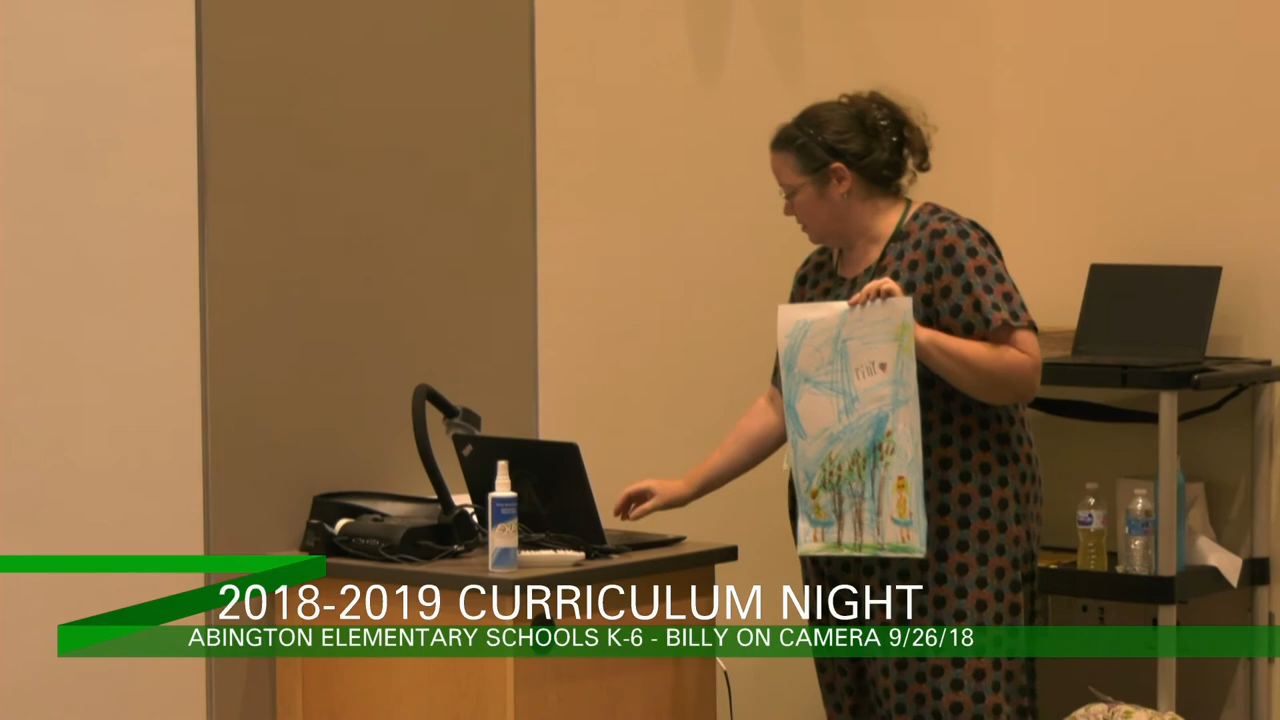 2018-2019 CURRICULUM NIGHT
ABINGTON ELEMENTARY SCHOOLS K-6 - BILLY ON CAMERA 9/26/18